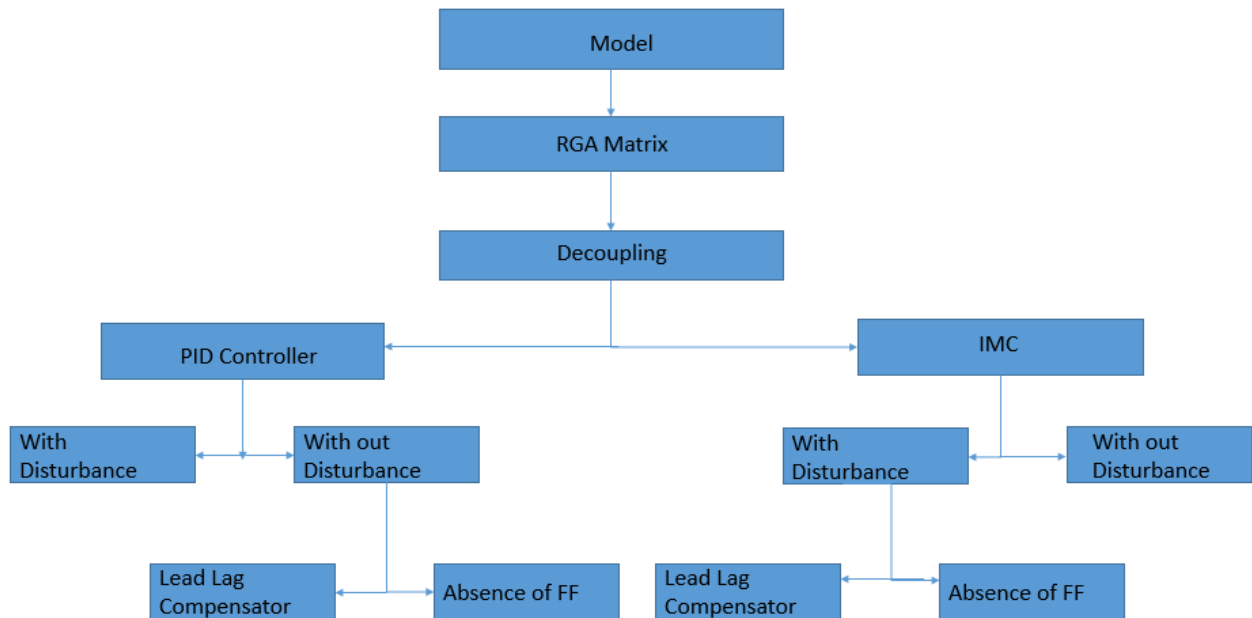 Model
RGA Matrix
Decoupling
PID Controller
IMC
With
Disturbance
With out
Disturbance
With
Disturbance
With out
Disturbance
Lead Lag
Compensator
Absence of FF
Lead Lag
Compensator
Absence of FF